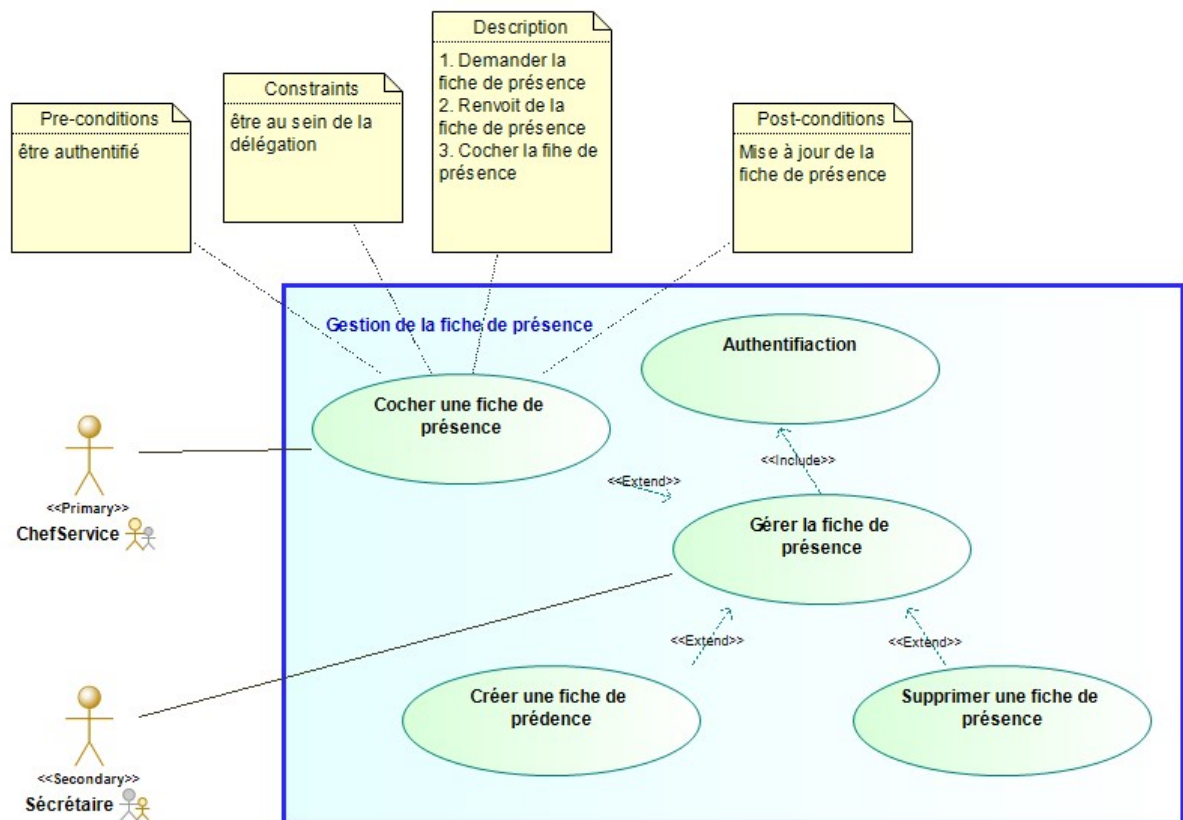 Description
1. Demander la
fiche de présence
2. Renvoit de la
fiche de présence
3. Cocher la fihe de
présence
Constraints
être au sein de la
délégation
Pre-conditions
être authentifié
Post-conditions
Mise à jour de la
fiche de présence
Gestion de la fiche de présence
Authentifiaction
Cocher une fiche de
présence
<<Include>>
<<Extend>>
<<Primary>>
ChefService
Gérer la fiche de
présence
<<Extend>>
<<Extend>>
Créer une fiche de
prédence
Supprimer une fiche de
présence
<<Secondary>>
Sécrétaire